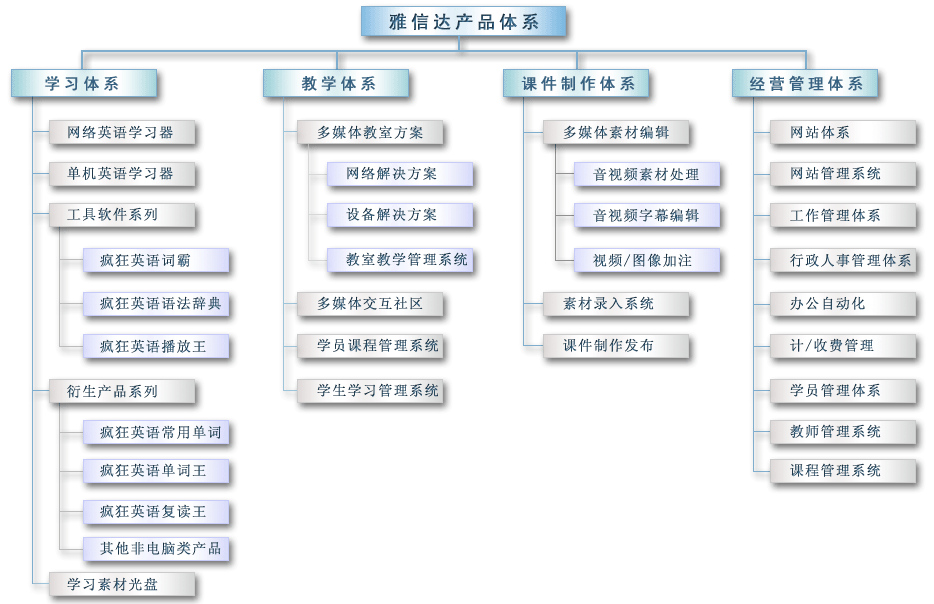 雅信达产品体系
学习体系
网络英语学习器
单机英语学习器
工具软件系列
疯狂英语词霸
疯狂英语语法辞典
疯狂英语播放王
衍生产品系列
疯狂英语常用单词
疯狂英语单词王
疯狂英语复读王
其他非电脑类产品
学习素材光盘
教学体系
多媒体教室方案
网络解决方案
设备解决方案
教室教学管理系统
多媒体交互社区
学员课程管理系统
学生学习管理系统
课件制作体系
多媒体素材编辑
音视频素材处理
音视频字幕编辑
视频/图像加注
素材录入系统
课件制作发布
经营管理体系
网站体系
网站管理系统
工作管理体系
行政人事管理体系
办公自动化
计/收费管理
学员管理体系
教师管理系统
课程管理系统